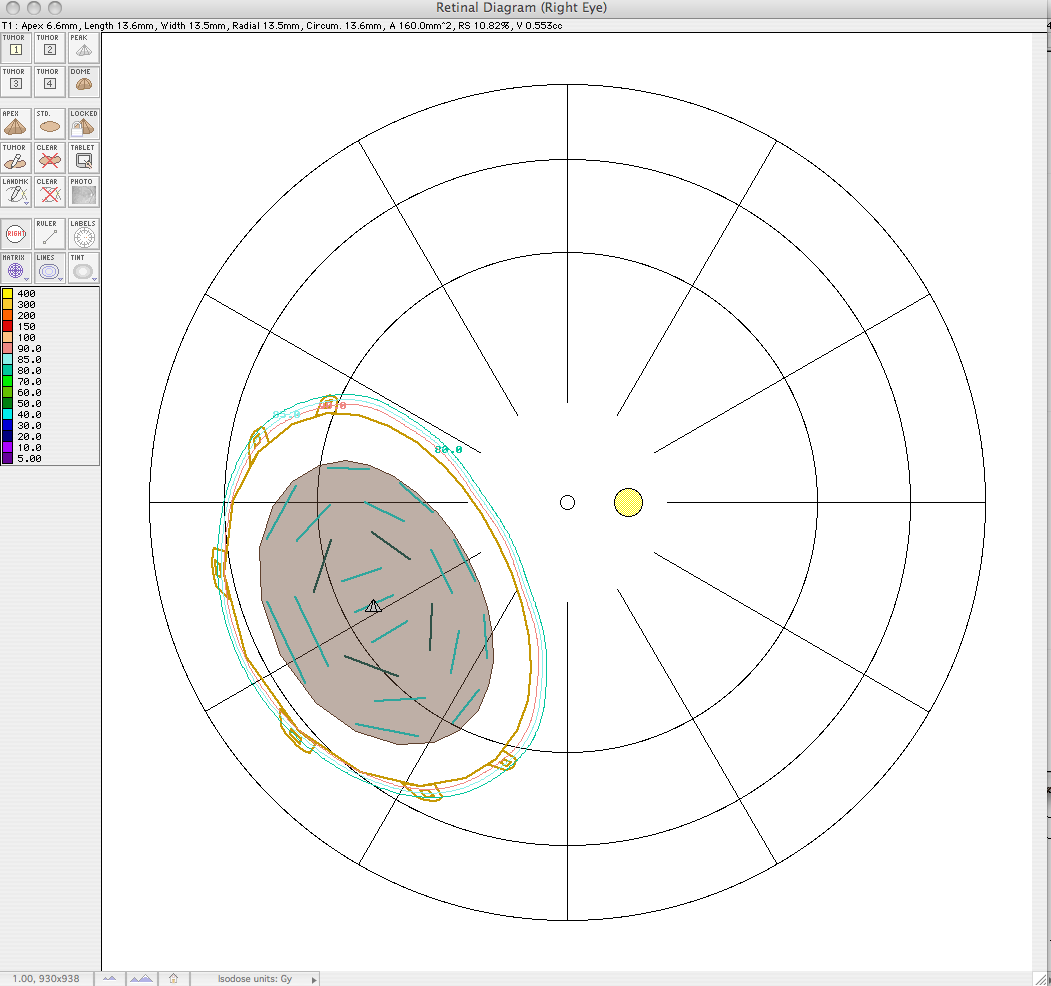 Retinal Diagram (Right Eye)
T1: Apex 6.6mm, Length 13.6mm, Width 13.5mm, Radial 13.5mm, Circum. 13.6mm, A 160.0mm^2, RS 10.82%, V 0.553cc
TUMOR TUMOR PEAK
1 2
TUMOR TUMOR DOME
3 4
APEX STD. LOCKED
TUMOR CLEAR TABLET
LANDMK CLEAR PHOTO
RIGHT RULER LABELS
MATRIX LINES TINT
400
300
200
150
100
90.0
85.0
80.0
70.0
60.0
50.0
40.0
30.0
20.0
10.0
5.00
85.0
80.0
1.00, 930x938 Isodose units: Gy